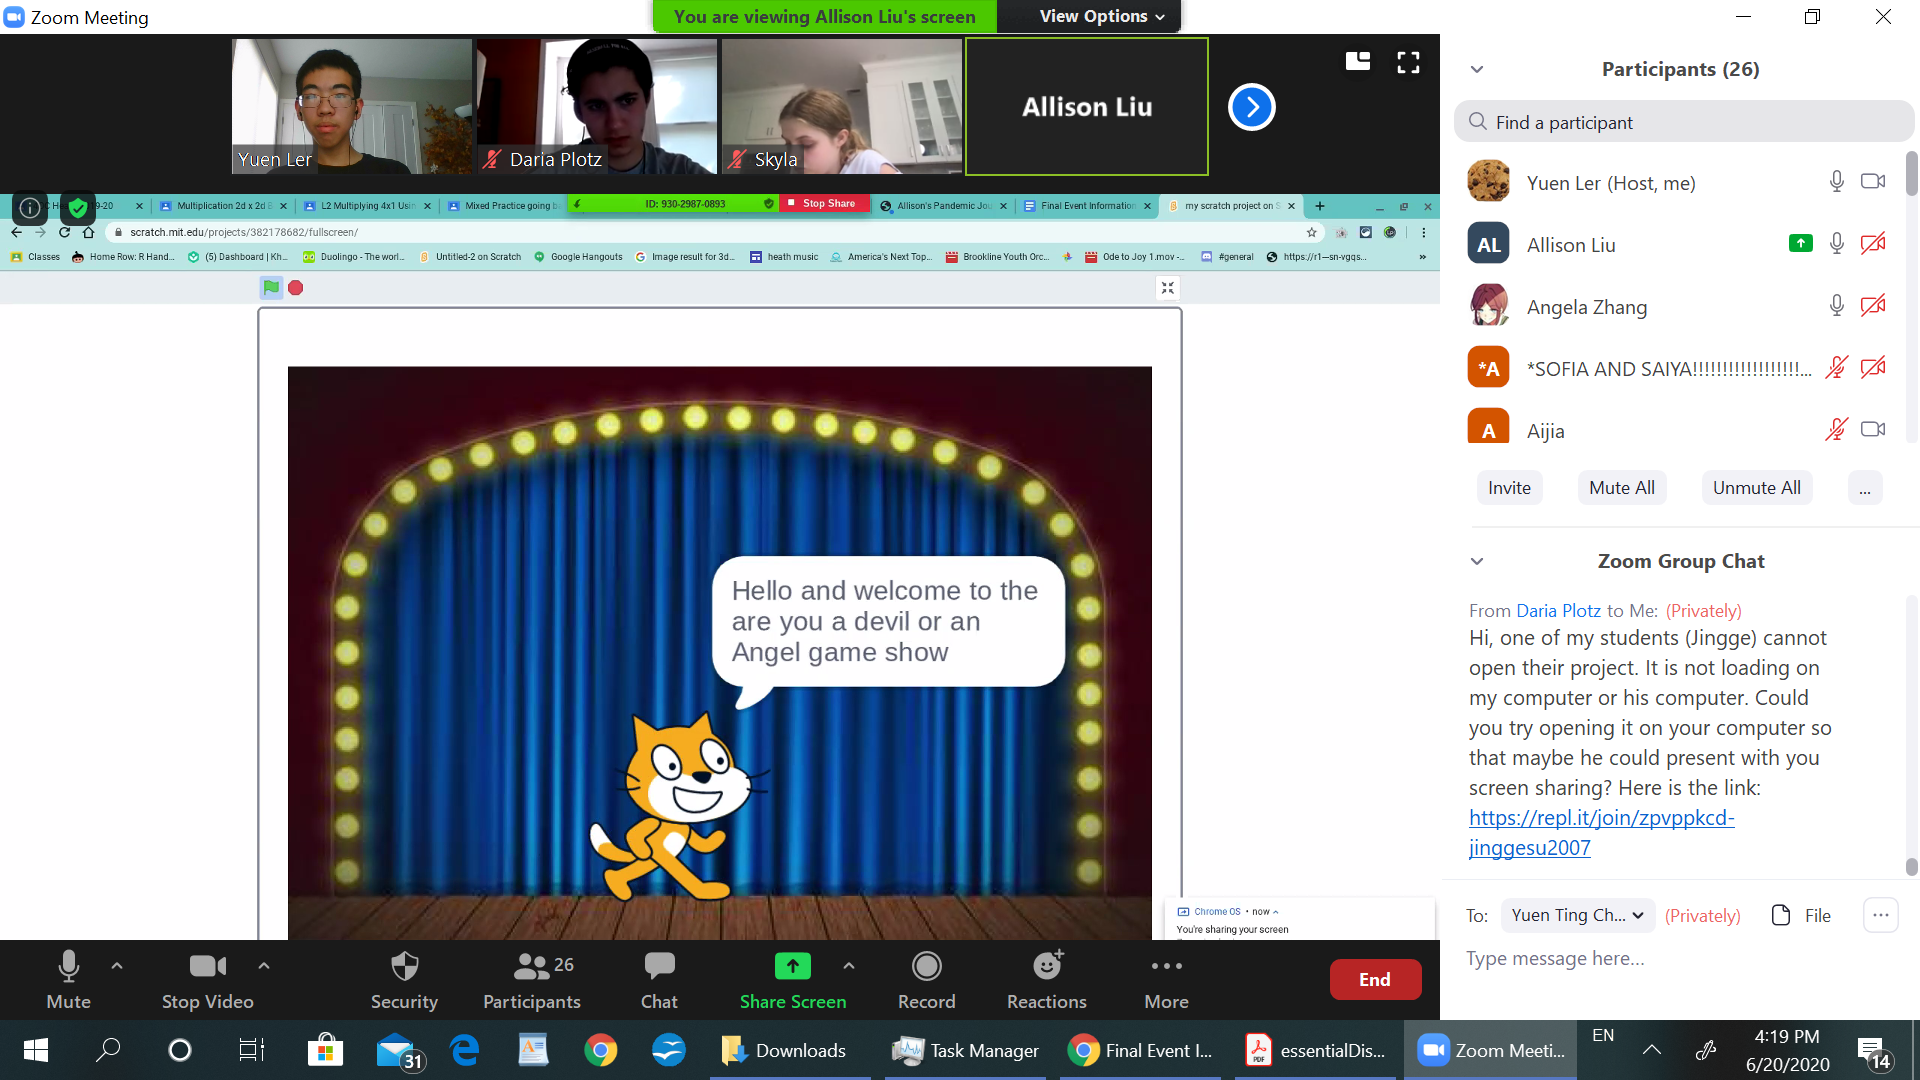 Zoom Meeting
You are viewing Allison Liu's screen
View Options
Yuen Ler
Daria Plotz
Skyla
Allison Liu
19-20
Multiplication 2d x 2d B
L2 Multiplying 4x1 Usin
Mixed Practice going ba
ID: 930-2987-0893
Stop Share
Allison's Pandemic Jou
Final Event Information
my scratch project on S
scratch.mit.edu/projects/382178682/fullscreen/
Classes
Home Row: R Hand...
(5) Dashboard | Kh...
Duolingo - The worl...
Untitled-2 on Scratch
Google Hangouts
Image result for 3d...
heath music
America's Next Top...
Brookline Youth Orc...
Ode to Joy 1.mov -...
#general
https://r1---sn-vgqs...
»
Hello and welcome to the
are you a devil or an
Angel game show
Chrome OS • now
You're sharing your screen
Participants (26)
Find a participant
Yuen Ler (Host, me)
AL
Allison Liu
Angela Zhang
*A
*SOFIA AND SAIYA!!!!!!!!!!!!!!!!!!...
A
Aijia
Invite
Mute All
Unmute All
...
Zoom Group Chat
From Daria Plotz to Me: (Privately)
Hi, one of my students (Jingge) cannot
open their project. It is not loading on
my computer or his computer. Could
you try opening it on your computer so
that maybe he could present with you
screen sharing? Here is the link:
https://repl.it/join/zpvppkcd-
jinggesu2007
To:
Yuen Ting Ch...
(Privately)
File
Type message here...
Mute
Stop Video
Security
26
Participants
Chat
Share Screen
Record
Reactions
More
End
31
Downloads
Task Manager
Final Event I...
PDF
essentialDis...
Zoom Meeti...
EN
4:19 PM
6/20/2020
14